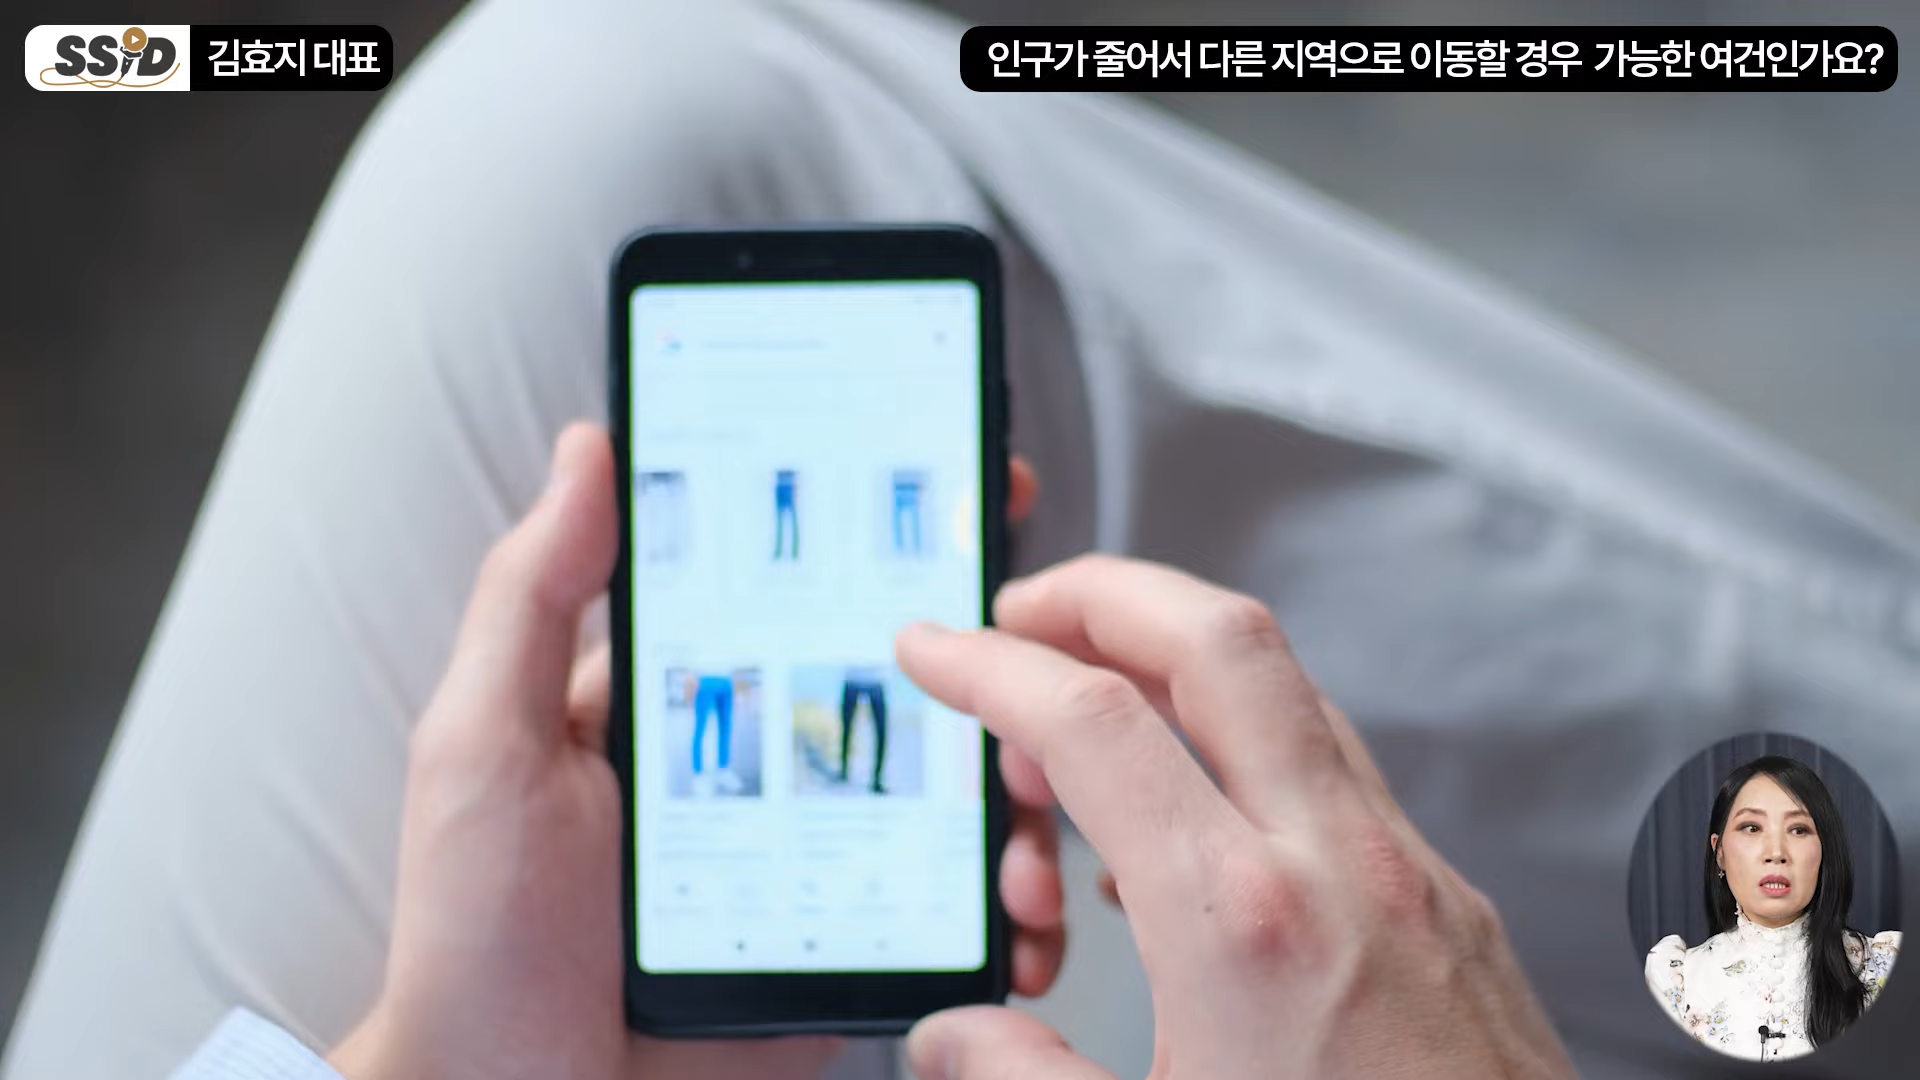 SSiD 김효지 대표
인구가 줄어서 다른 지역으로 이동할 경우 가능한 여건인가요?